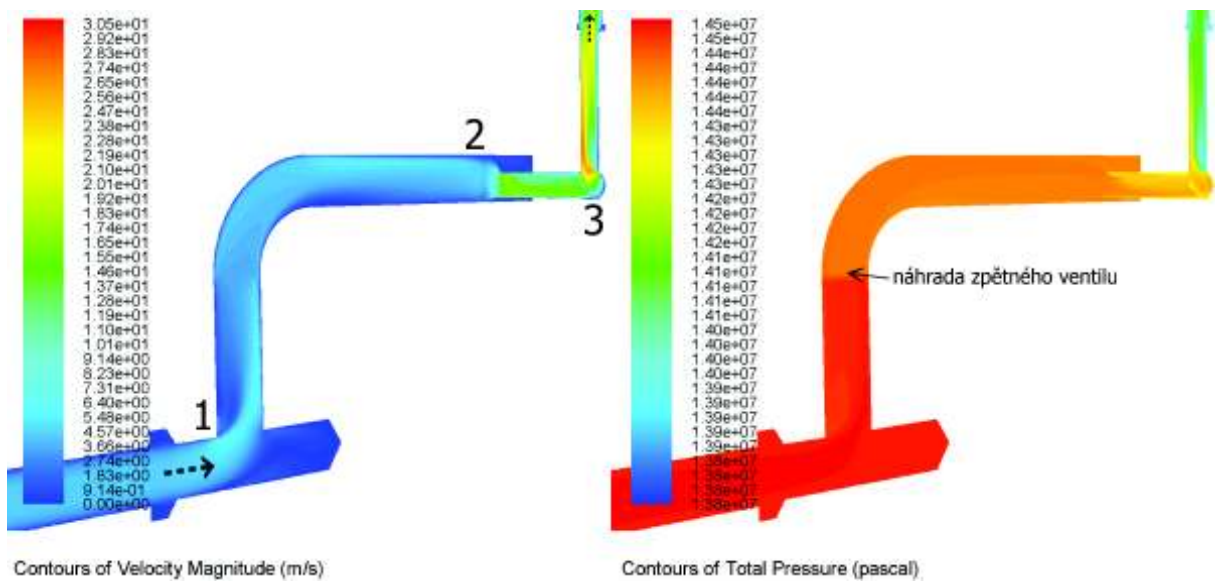 3.05e+01
2.92e+01
2.83e+01
2.74e+01
2.65e+01
2.56e+01
2.47e+01
2.38e+01
2.28e+01
2.19e+01
2.10e+01
2.01e+01
1.92e+01
1.83e+01
1.74e+01
1.65e+01
1.55e+01
1.46e+01
1.37e+01
1.28e+01
1.19e+01
1.10e+01
1.01e+01
9.14e+00
8.23e+00
7.31e+00
6.40e+00
5.48e+00
4.57e+00
3.66e+00
2.74e+00
1.83e+00
9.14e-01
0.00e+00
1
2
3
Contours of Velocity Magnitude (m/s)
1.45e+07
1.45e+07
1.44e+07
1.44e+07
1.44e+07
1.44e+07
1.44e+07
1.43e+07
1.43e+07
1.43e+07
1.43e+07
1.43e+07
1.42e+07
1.42e+07
1.42e+07
1.42e+07
1.41e+07
1.41e+07
1.41e+07
1.41e+07
1.41e+07
1.40e+07
1.40e+07
1.40e+07
1.40e+07
1.39e+07
1.39e+07
1.39e+07
1.39e+07
1.39e+07
1.38e+07
1.38e+07
1.38e+07
1.38e+07
náhrada zpětného ventilu
Contours of Total Pressure (pascal)